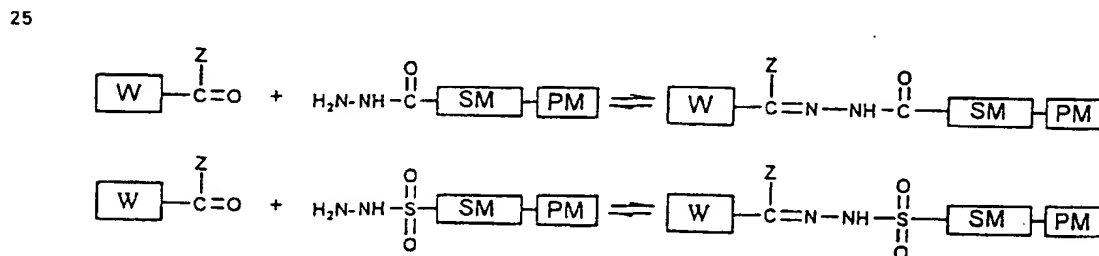 25
Z O Z O
W –C=O + H₂N-NH–C– SM – PM ⇌ W –C=N–NH–C– SM – PM
Z O Z O
W –C=O + H₂N-NH–S– SM – PM ⇌ W –C=N–NH–S– SM – PM
O O